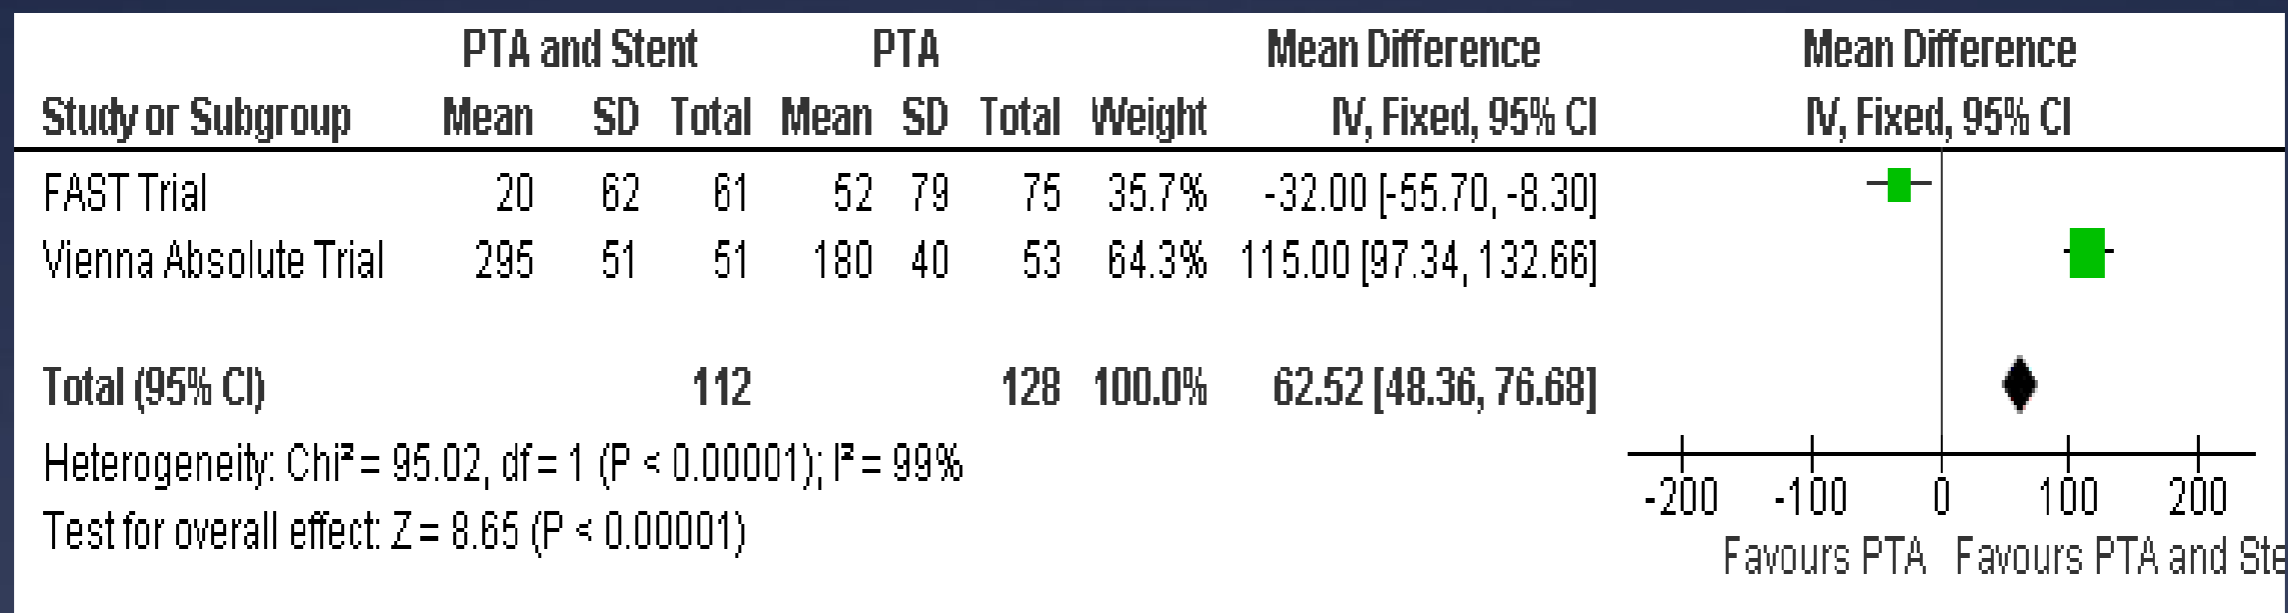 PTA and Stent PTA Mean Difference Mean Difference
Study or Subgroup Mean SD Total Mean SD Total Weight IV, Fixed, 95% CI IV, Fixed, 95% CI
FAST Trial 20 62 61 52 79 75 35.7% -32.00 [-55.70, -8.30]
Vienna Absolute Trial 295 51 51 180 40 53 64.3% 115.00 [97.34, 132.66]
Total (95% CI) 112 128 100.0% 62.52 [48.36, 76.68]
Heterogeneity: Chi² = 95.02, df = 1 (P < 0.00001); I² = 99%
Test for overall effect: Z = 8.65 (P < 0.00001)
-200 -100 0 100 200
Favours PTA Favours PTA and Ste